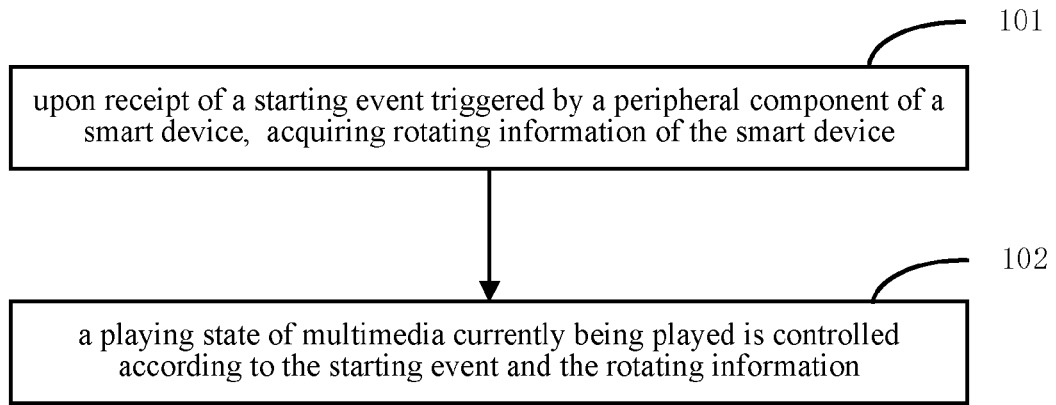 101
upon receipt of a starting event triggered by a peripheral component of a
smart device, acquiring rotating information of the smart device
102
a playing state of multimedia currently being played is controlled
according to the starting event and the rotating information